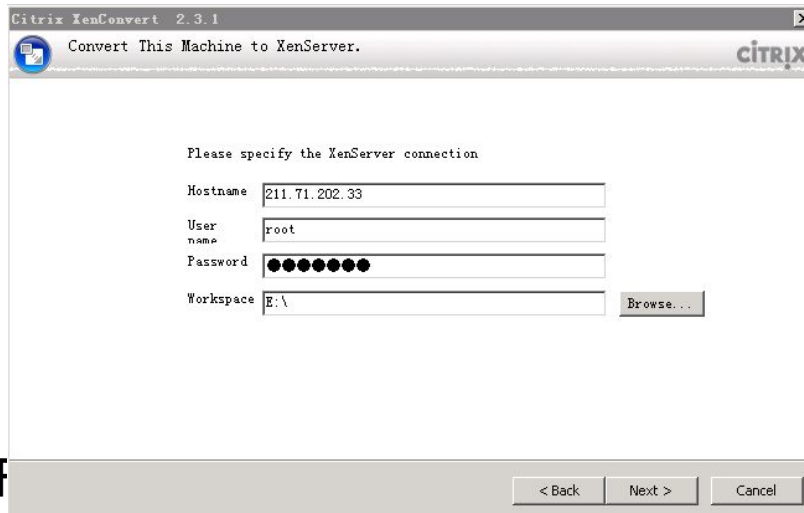 Citrix XenConvert 2.3.1
Convert This Machine to XenServer.
CITRIX
Please specify the XenServer connection
Hostname 211.71.202.33
User name root
Password ●●●●●●●
Workspace E:\ Browse...
< Back Next > Cancel